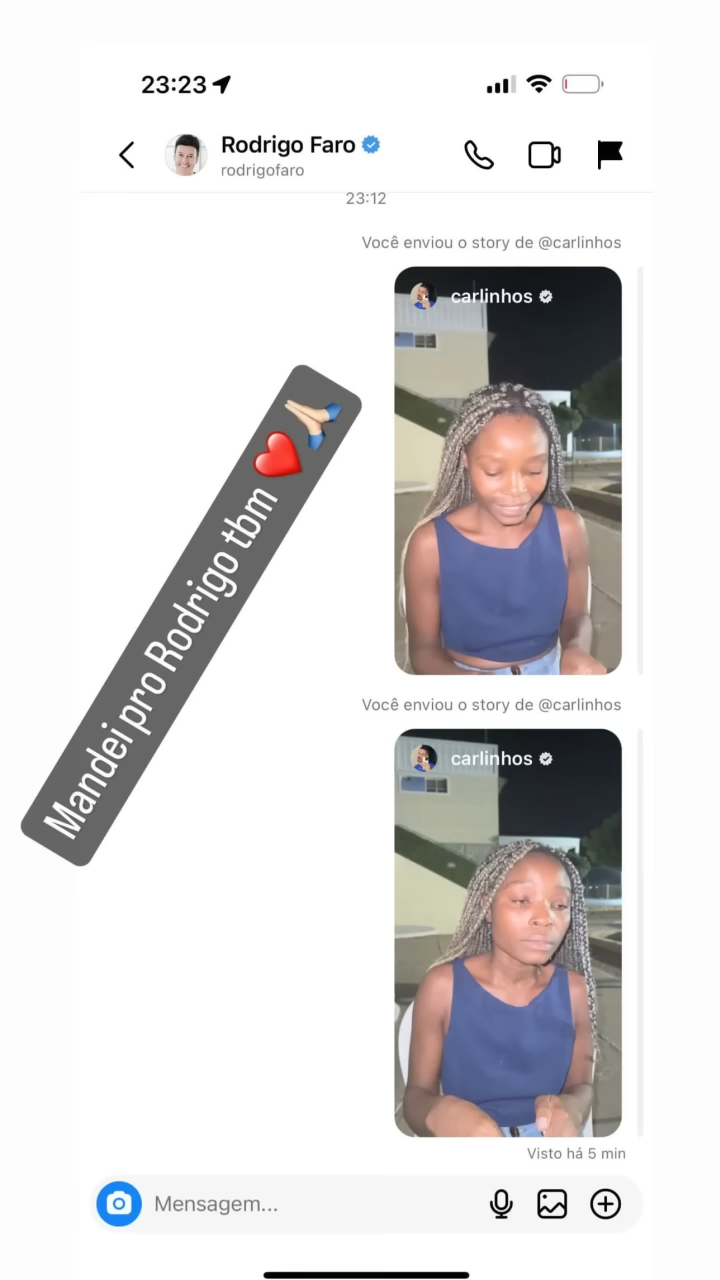 23:23
Rodrigo Faro
rodrigofaro
23:12
Você enviou o story de @carlinhos
carlinhos
Mandei pro Rodrigo tbm ❤️🙏🏼
Você enviou o story de @carlinhos
carlinhos
Visto há 5 min
Mensagem...